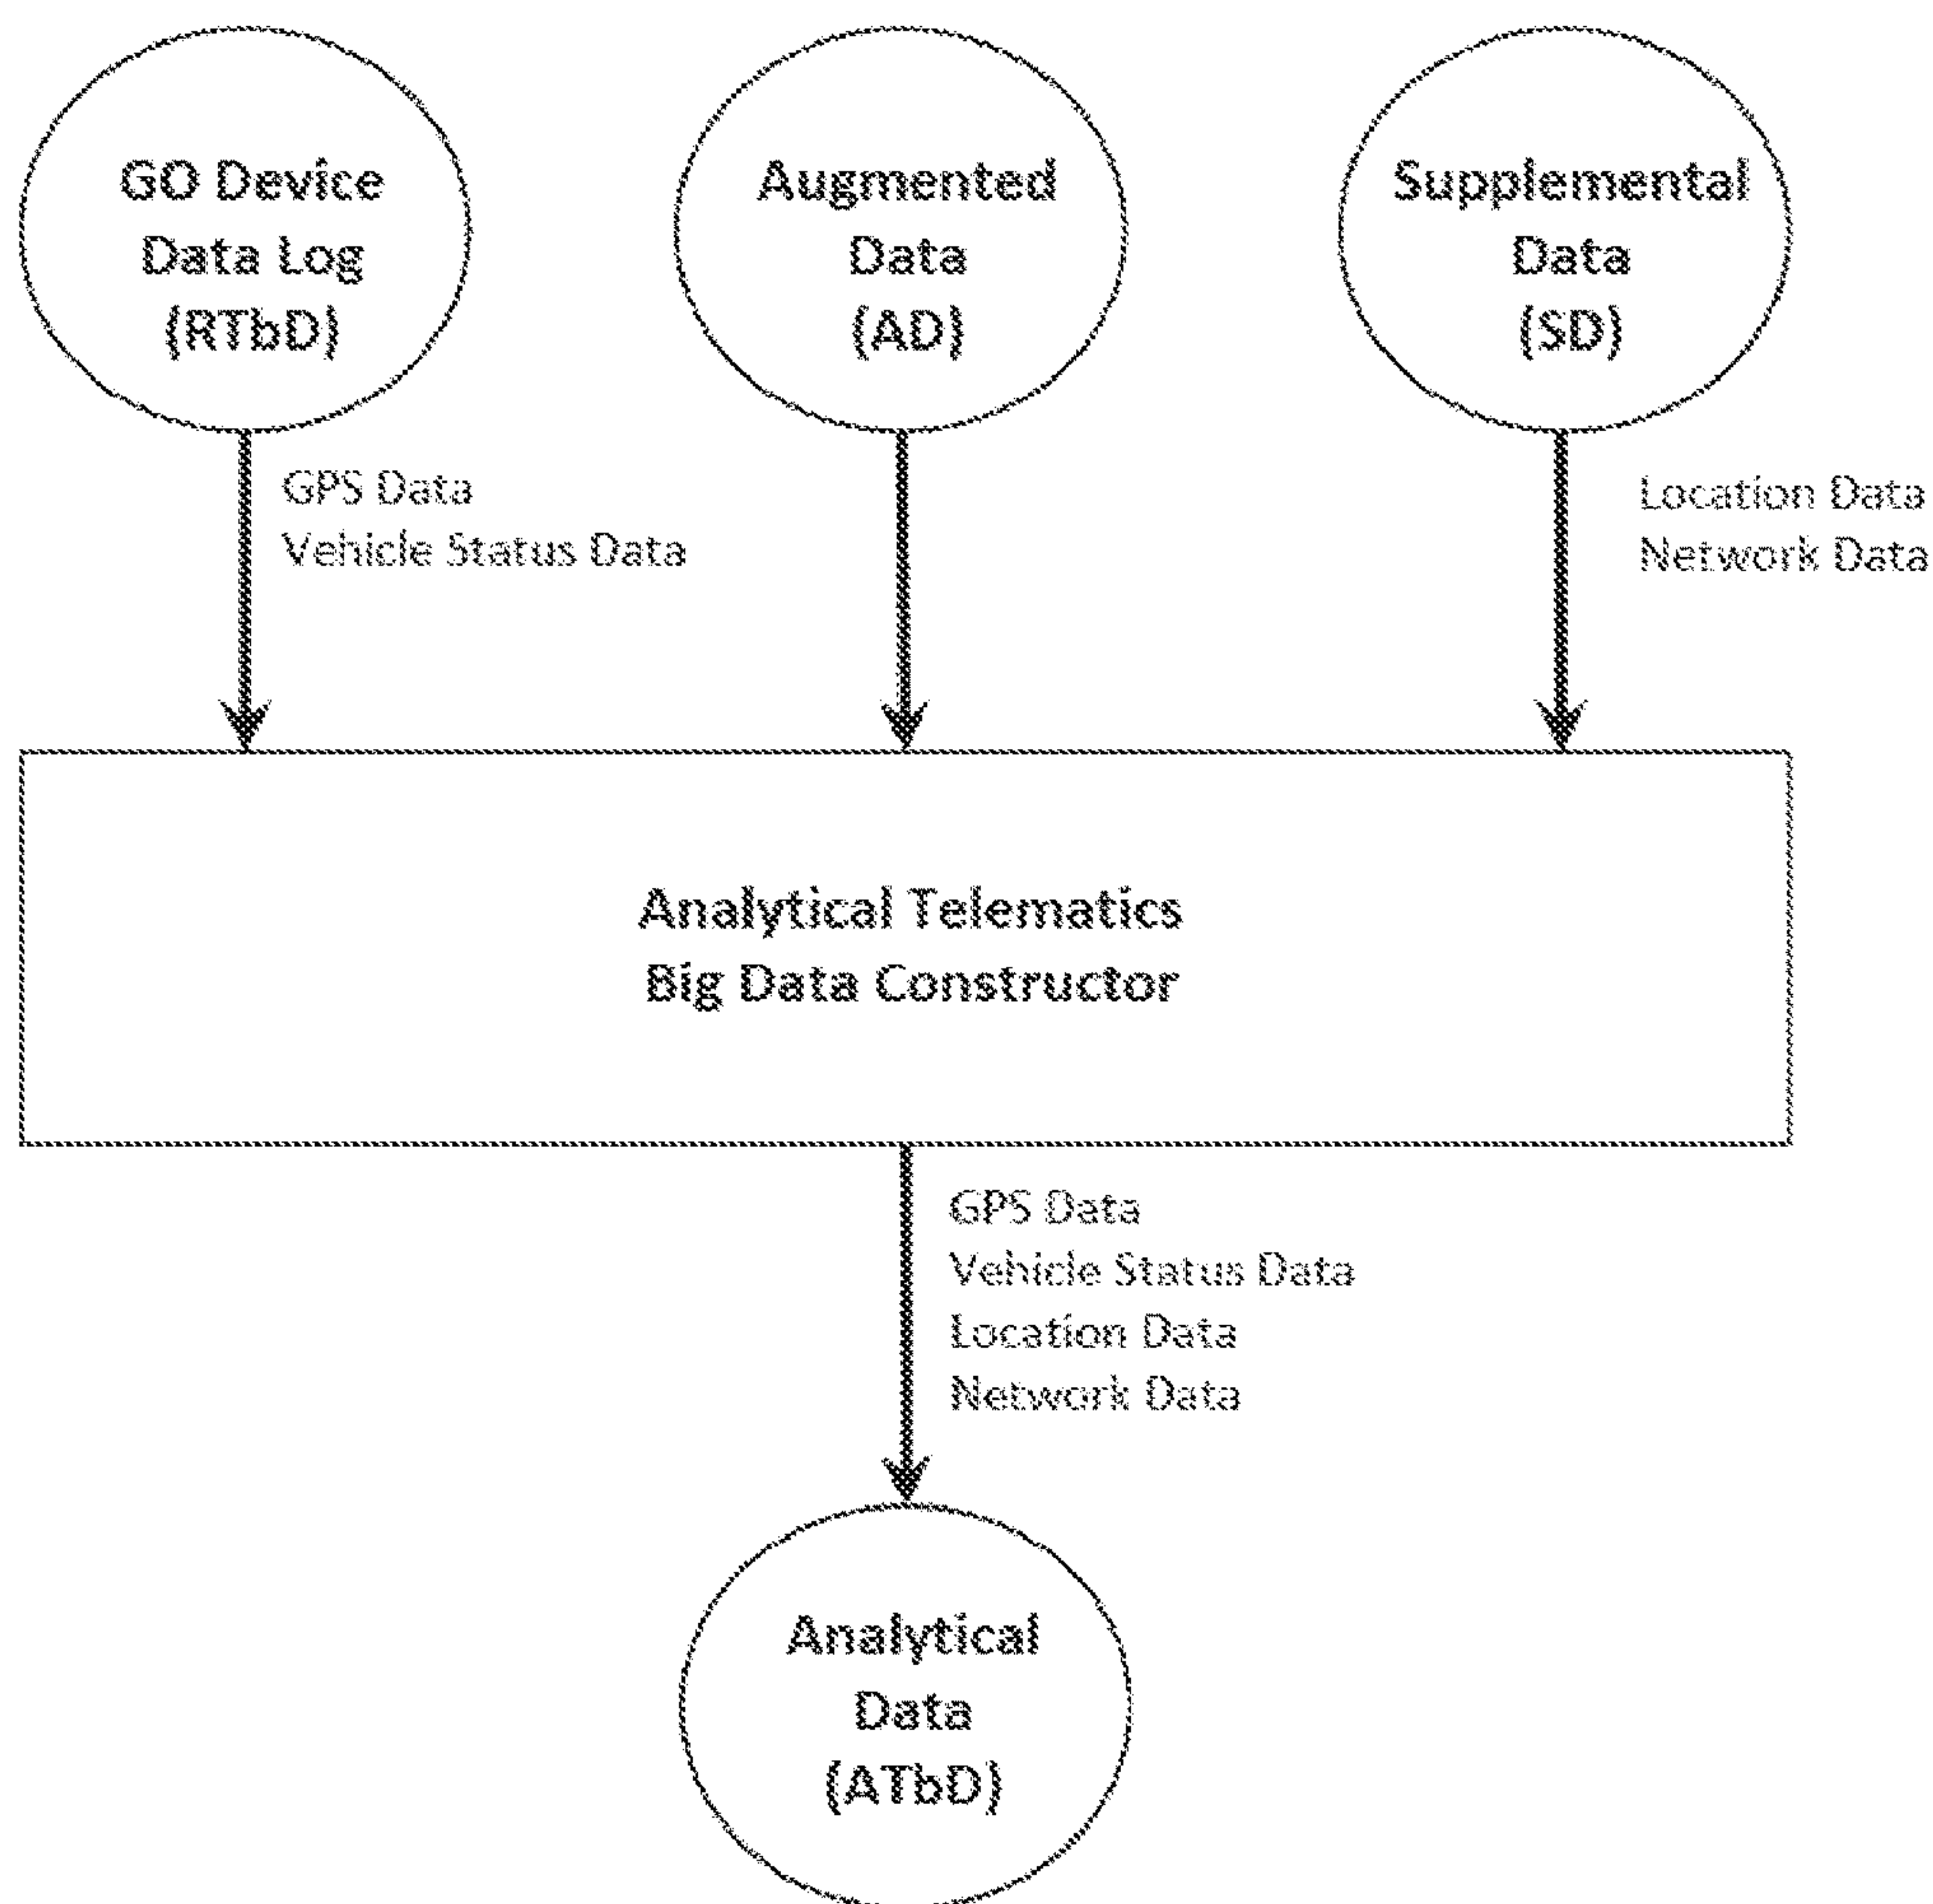 GO Device
Data Log
(RTbD)
Augmented
Data
(AD)
Supplemental
Data
(SD)
GPS Data
Vehicle Status Data
Location Data
Network Data
Analytical Telematics
Big Data Constructor
GPS Data
Vehicle Status Data
Location Data
Network Data
Analytical
Data
(ATbD)